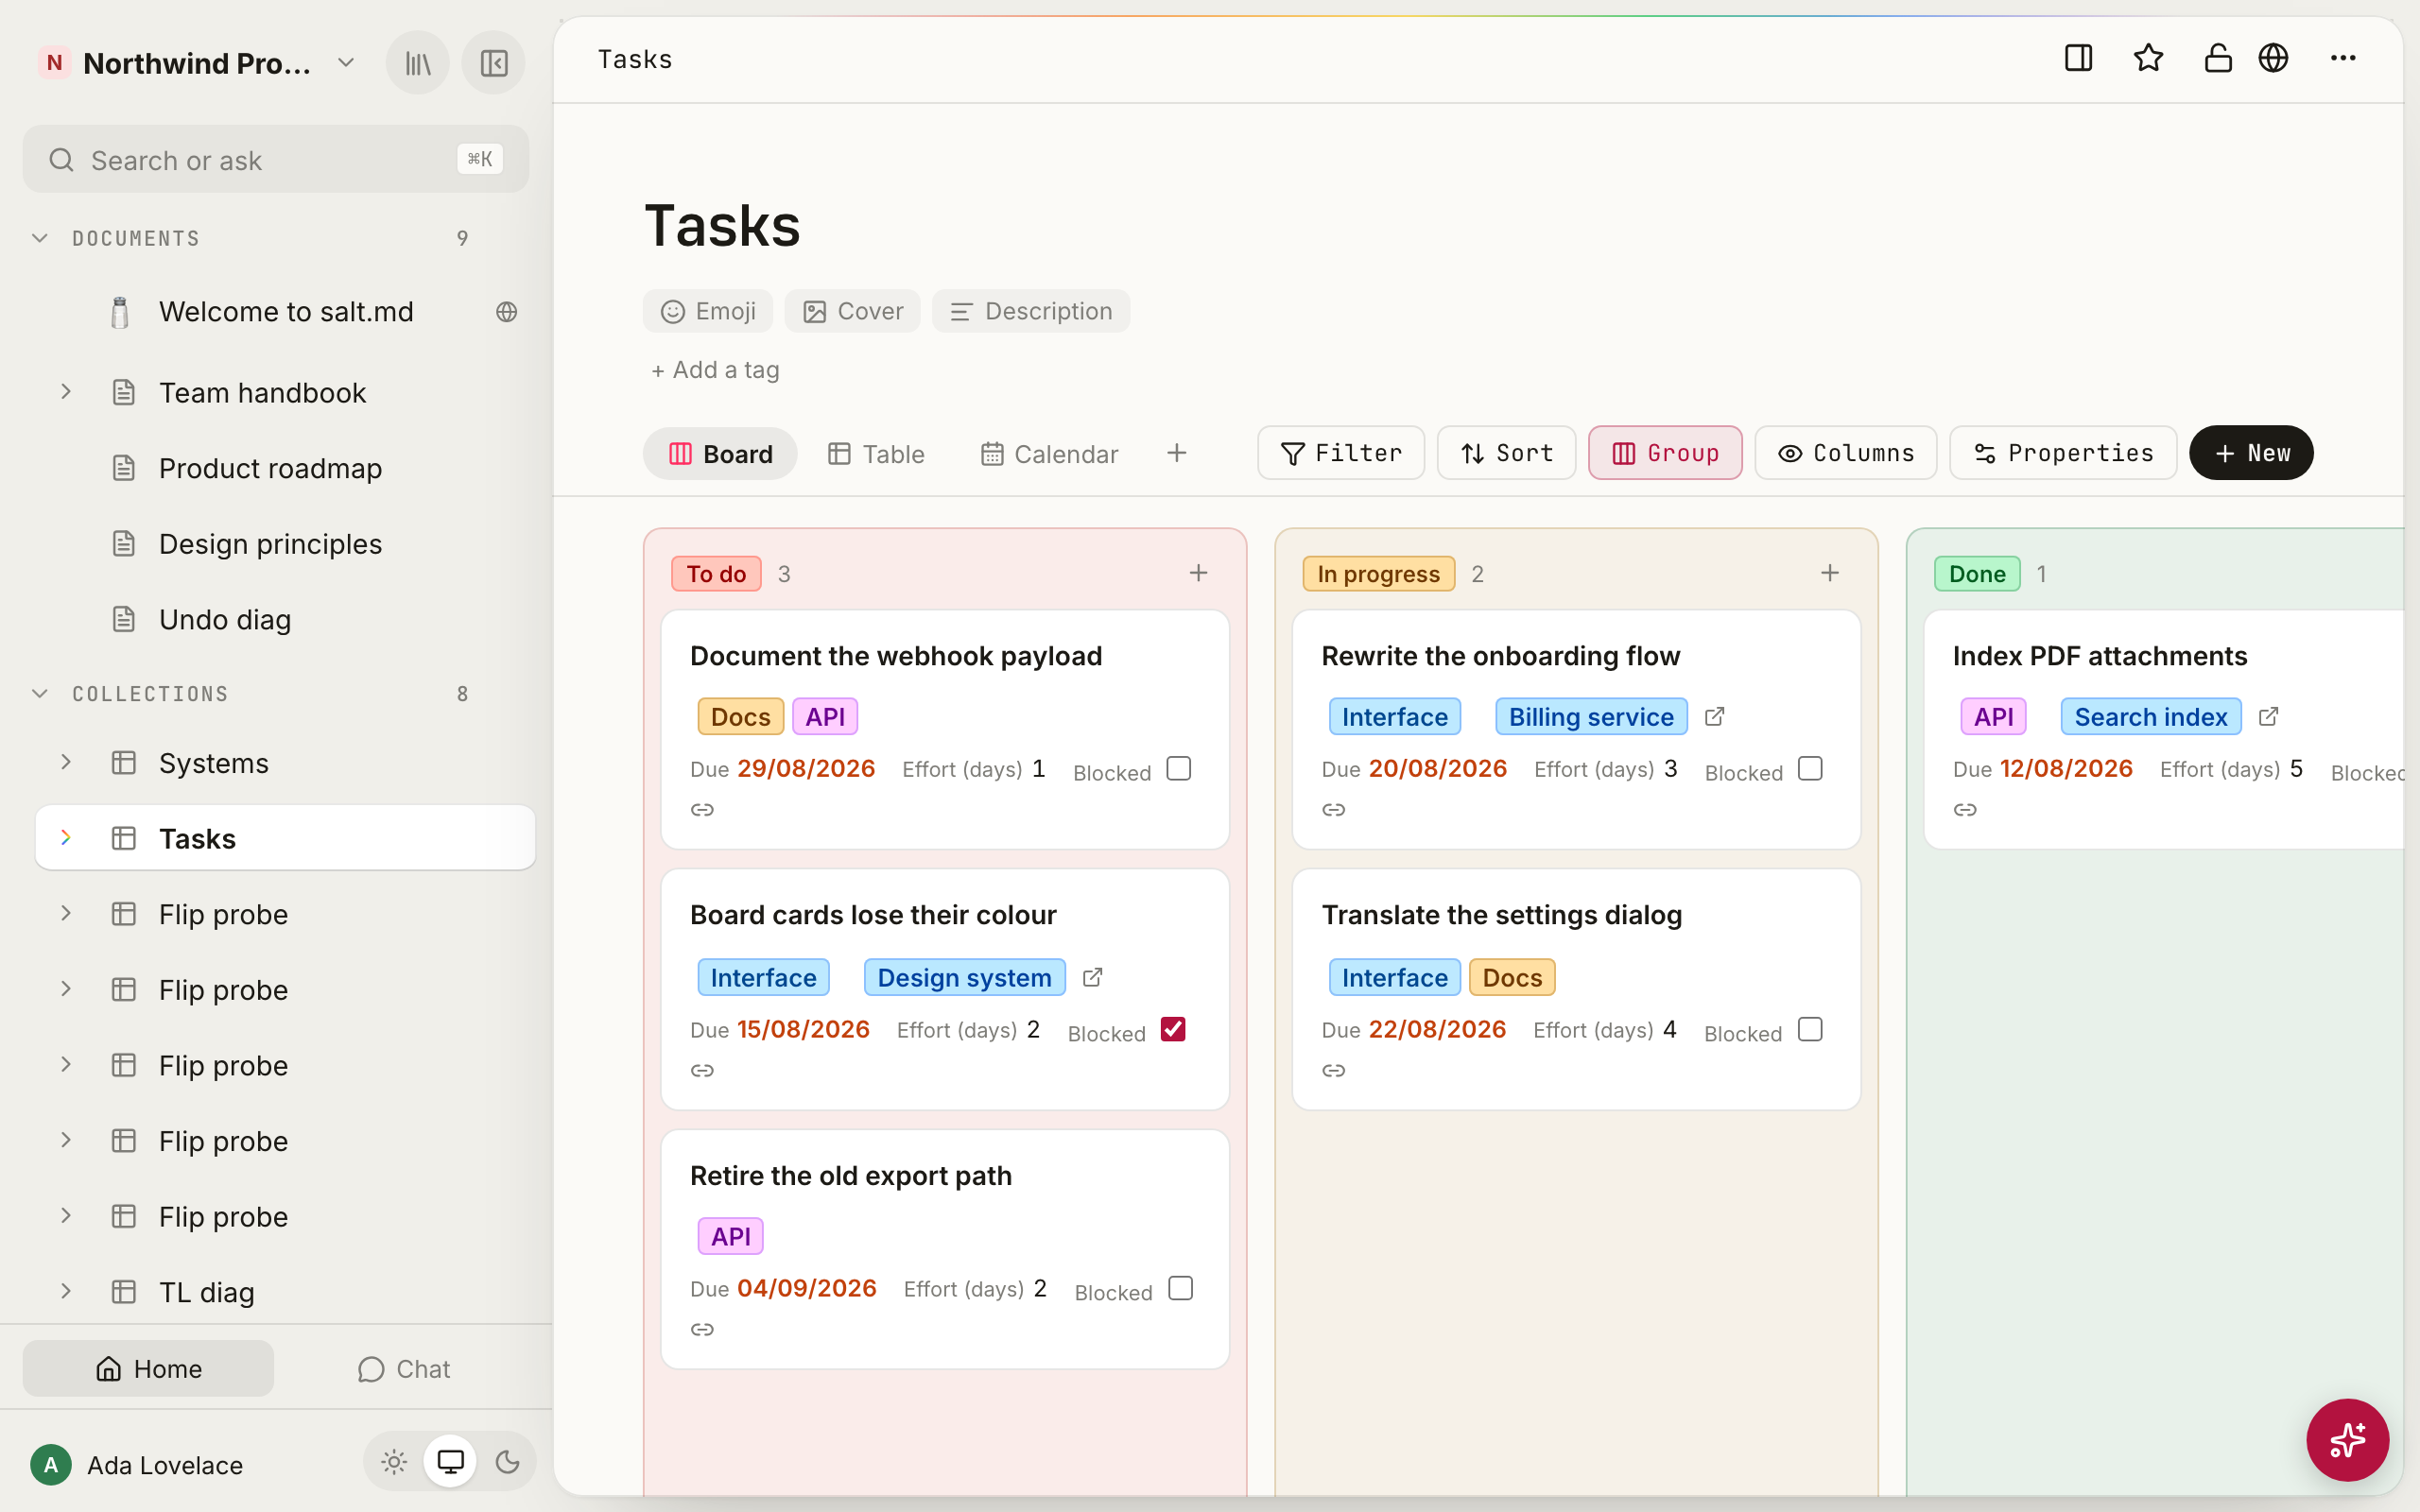 N Northwind Pro...
Search or ask ⌘K
DOCUMENTS 9
Welcome to salt.md
Team handbook
Product roadmap
Design principles
Undo diag
COLLECTIONS 8
Systems
Tasks
Flip probe
Flip probe
Flip probe
Flip probe
Flip probe
TL diag
Home Chat
A Ada Lovelace
Tasks
Tasks
Emoji Cover Description
+ Add a tag
Board Table Calendar + Filter Sort Group Columns Properties + New
To do 3 +
Document the webhook payload
Docs API
Due 29/08/2026 Effort (days) 1 Blocked
Board cards lose their colour
Interface Design system
Due 15/08/2026 Effort (days) 2 Blocked
Retire the old export path
API
Due 04/09/2026 Effort (days) 2 Blocked
In progress 2 +
Rewrite the onboarding flow
Interface Billing service
Due 20/08/2026 Effort (days) 3 Blocked
Translate the settings dialog
Interface Docs
Due 22/08/2026 Effort (days) 4 Blocked
Done 1
Index PDF attachments
API Search index
Due 12/08/2026 Effort (days) 5 Blocked